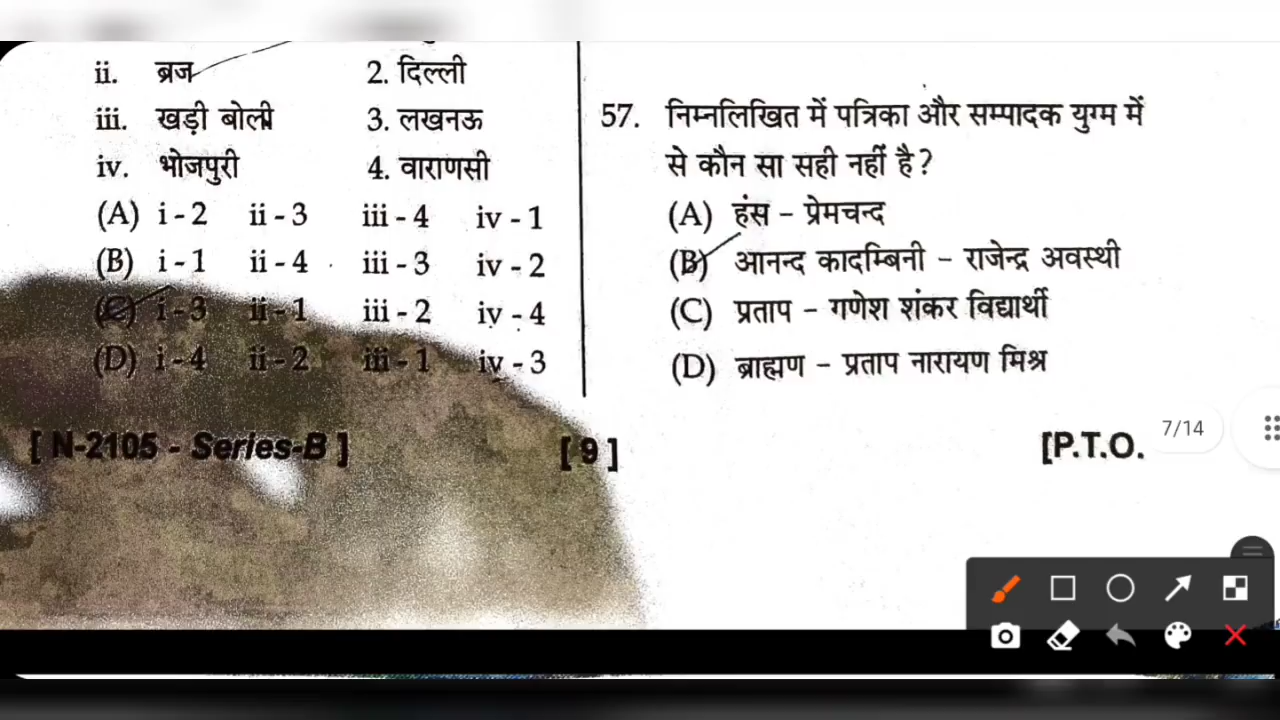 ii. ब्रज 2. दिल्ली
iii. खड़ी बोली 3. लखनऊ
iv. भोजपुरी 4. वाराणसी
(A) i - 2 ii - 3 iii - 4 iv - 1
(B) i - 1 ii - 4 iii - 3 iv - 2
(C) i - 3 ii - 1 iii - 2 iv - 4
(D) i - 4 ii - 2 iii - 1 iv - 3
57. निम्नलिखित में पत्रिका और सम्पादक युग्म में
से कौन सा सही नहीं है?
(A) हंस - प्रेमचन्द
(B) आनन्द कादम्बिनी - राजेन्द्र अवस्थी
(C) प्रताप - गणेश शंकर विद्यार्थी
(D) ब्राह्मण - प्रताप नारायण मिश्र
[ N-2105 - Series-B ] [ 9 ] [P.T.O.
7/14